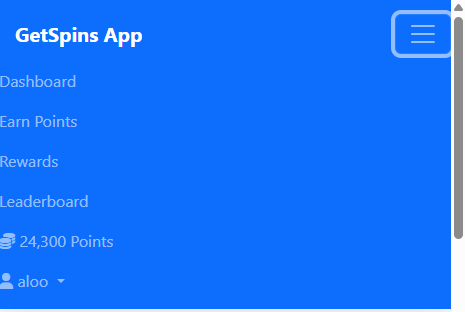 GetSpins App
Dashboard
Earn Points
Rewards
Leaderboard
24,300 Points
aloo